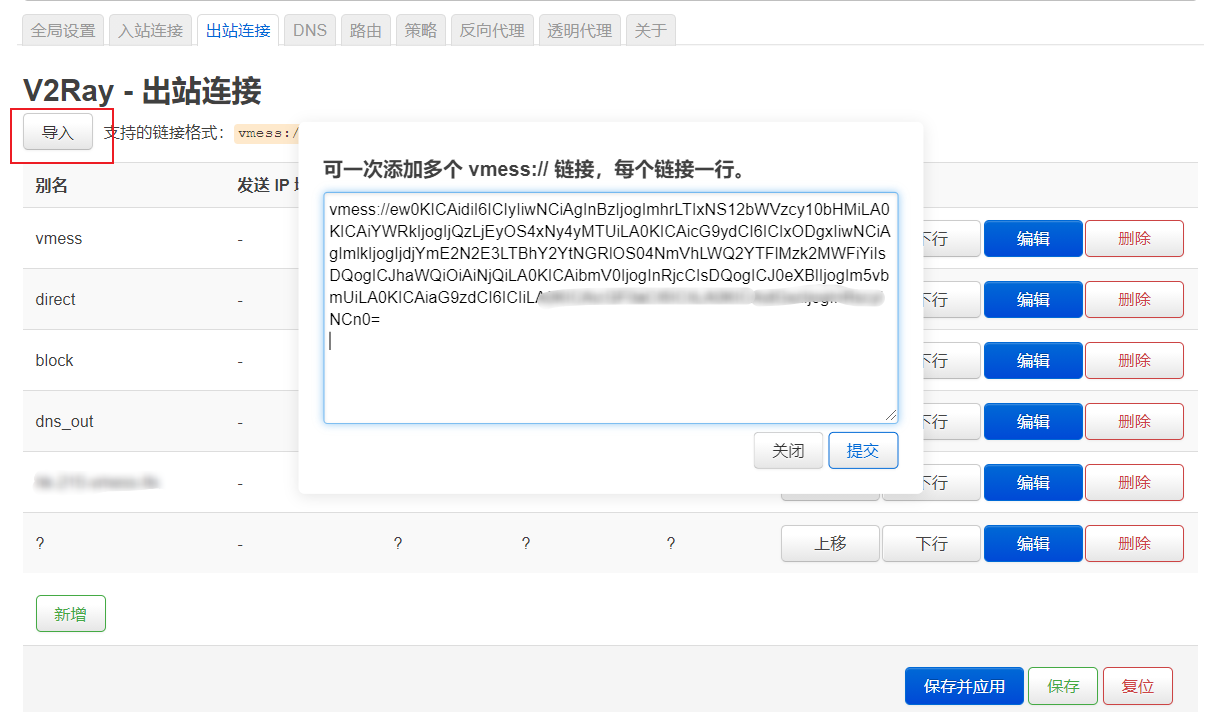 全局设置 入站连接 出站连接 DNS 路由 策略 反向代理 透明代理 关于
V2Ray - 出站连接
导入 支持的链接格式： vmess:/
可一次添加多个 vmess:// 链接，每个链接一行。
vmess://ew0KICAidiI6ICIyIiwNCiAgInBzIjogImhrLTIxNS12bWVzcy10bHMiLA0
KICAiYWRkIjogIjQzLjEyOS4xNy4yMTUiLA0KICAicG9ydCI6ICIxODgxIiwNCiA
gImlkIjogIjdjYmE2N2E3LTBhY2YtNGRlOS04NmVhLWQ2YTFlMzk2MWFiYiIs
DQogICJhaWQiOiAiNjQiLA0KICAibmV0IjogInRjcCIsDQogICJ0eXBlIjogIm5vb
mUiLA0KICAiaG9zdCI6ICIiLA
NCn0=
关闭 提交
别名 发送 IP
vmess - 下行 编辑 删除
direct - 下行 编辑 删除
block - 下行 编辑 删除
dns_out - 下行 编辑 删除
- 下行 编辑 删除
? - ? ? ? 上移 下行 编辑 删除
新增
保存并应用 保存 复位